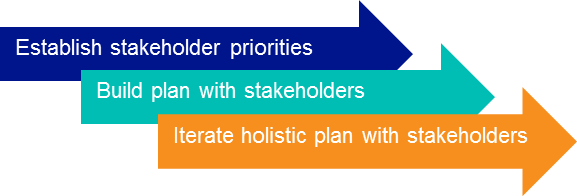 Establish stakeholder priorities
Build plan with stakeholders
Iterate holistic plan with stakeholders